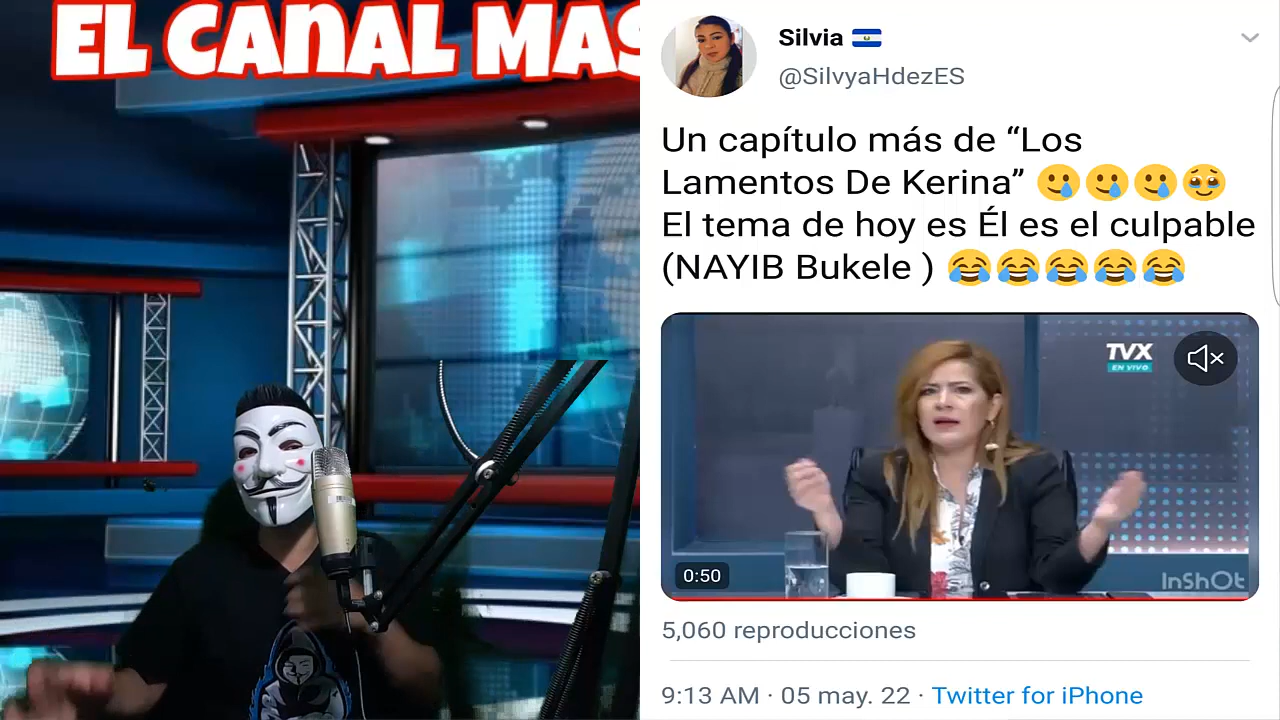 EL CANAL MAS
Silvia 🇸🇻
@SilvyaHdezES
Un capítulo más de “Los
Lamentos De Kerina” 🥲🥲🥲🥹
El tema de hoy es Él es el culpable
(NAYIB Bukele ) 😂😂😂😂😂
TVX
EN VIVO
0:50
InShOt
5,060 reproducciones
9:13 AM · 05 may. 22 · Twitter for iPhone